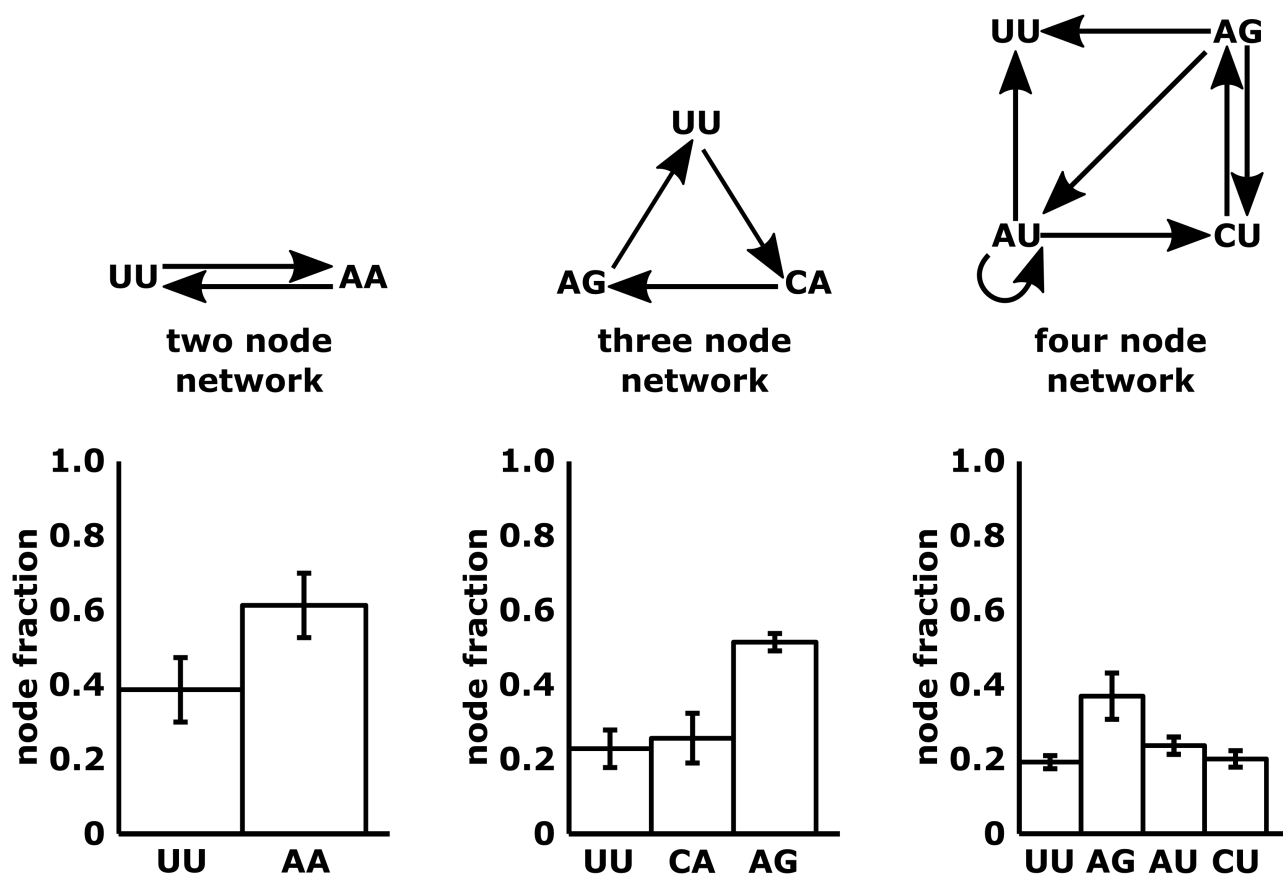 UU AA
two node
network
UU
AG CA
three node
network
UU AG
AU CU
four node
network
node fraction
1.0
0.8
0.6
0.4
0.2
0
UU AA
node fraction
1.0
0.8
0.6
0.4
0.2
0
UU CA AG
node fraction
1.0
0.8
0.6
0.4
0.2
0
UU AG AU CU